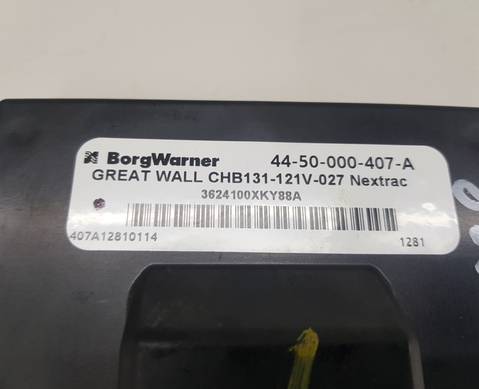 BorgWarner 44-50-000-407-A
GREAT WALL CHB131-121V-027 Nextrac
3624100XKY88A
407A12810114 1281